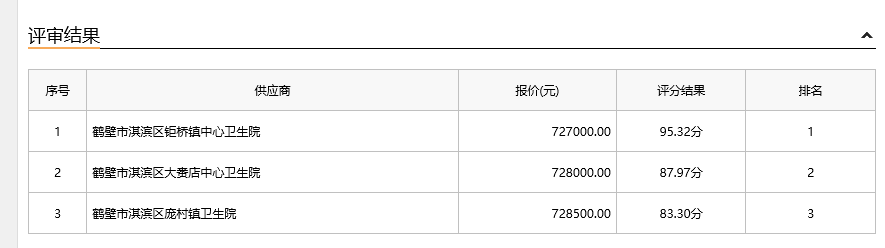 评审结果
序号 供应商 报价(元) 评分结果 排名
1 鹤壁市淇滨区钜桥镇中心卫生院 727000.00 95.32分 1
2 鹤壁市淇滨区大赉店中心卫生院 728000.00 87.97分 2
3 鹤壁市淇滨区庞村镇卫生院 728500.00 83.30分 3